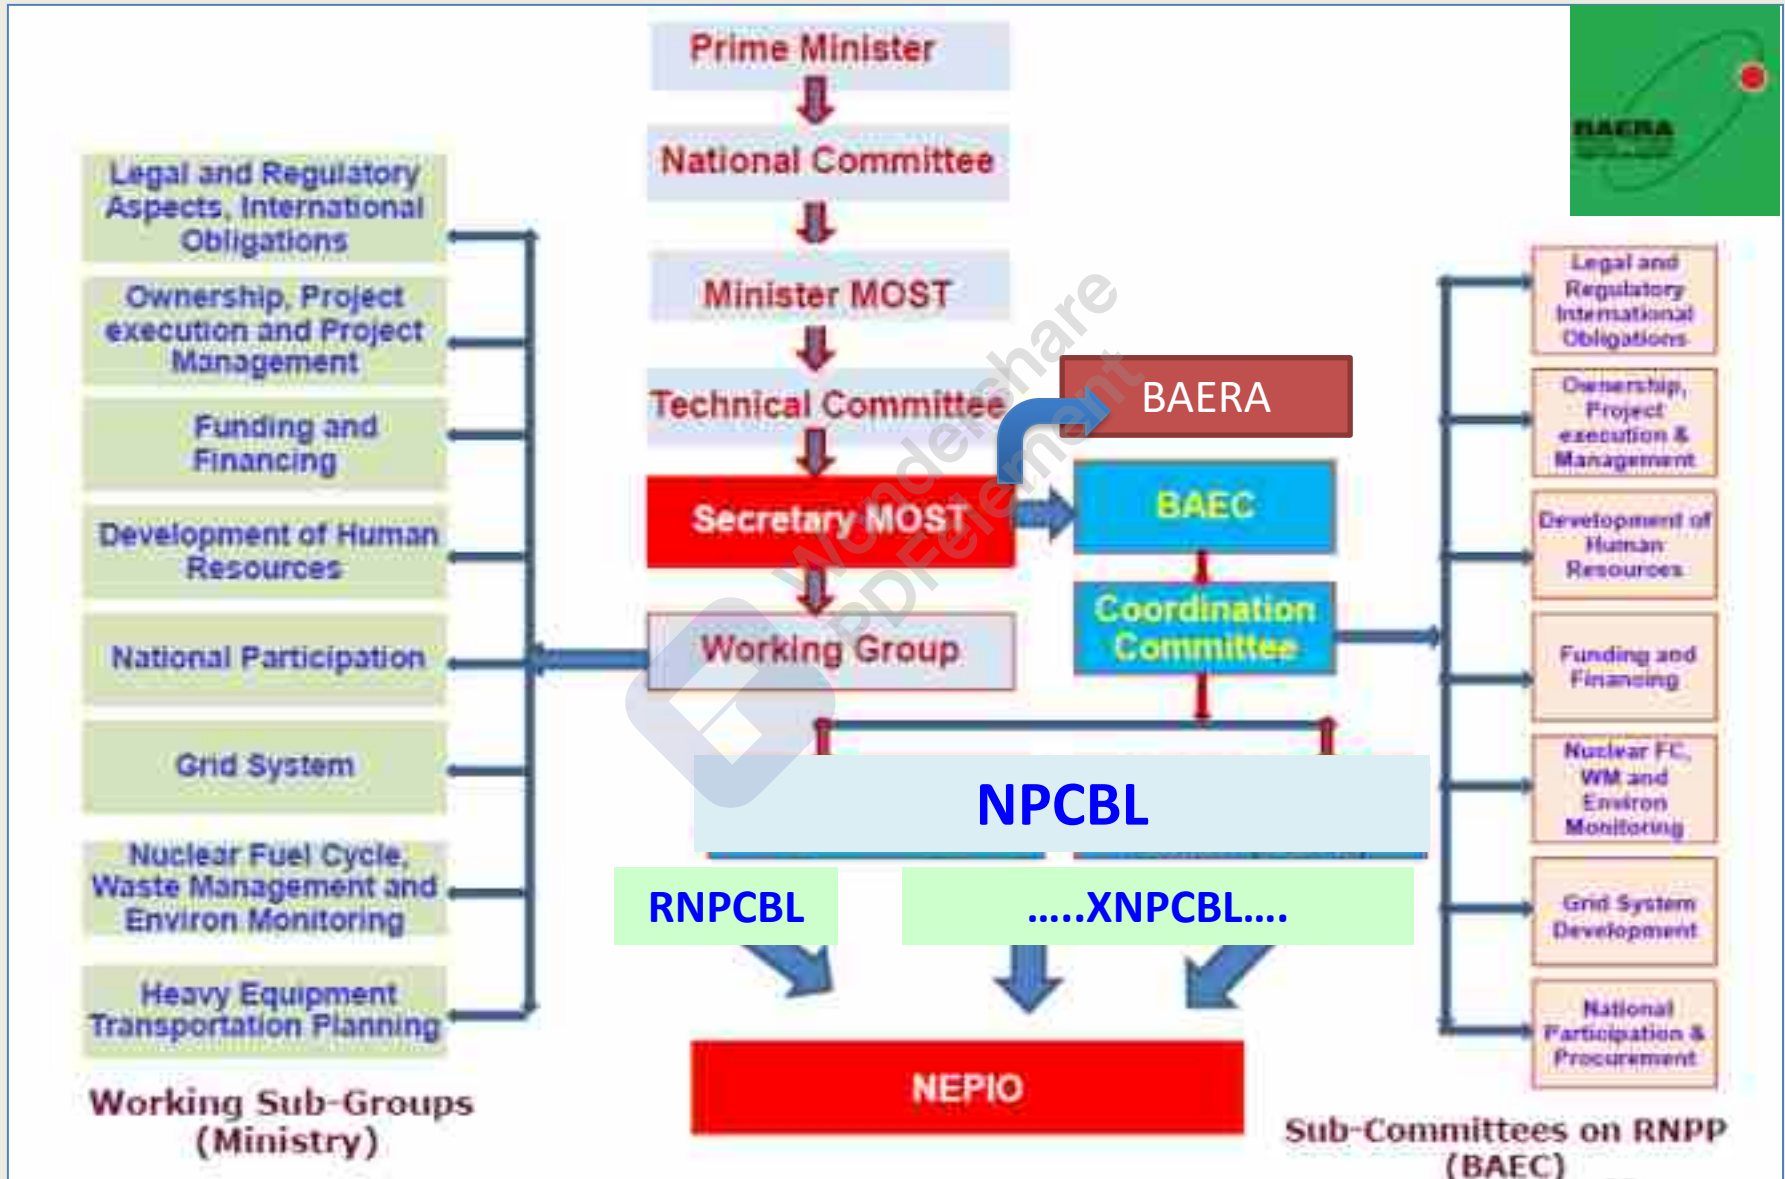 Prime Minister
National Committee
Minister MOST
Technical Committee
Secretary MOST
Working Group
BAERA
BAEC
Coordination
Committee
NPCBL
RNPCBL
.....XNPCBL....
NEPIO
Legal and Regulatory
Aspects, International
Obligations
Ownership, Project
execution and Project
Management
Funding and
Financing
Development of Human
Resources
National Participation
Grid System
Nuclear Fuel Cycle,
Waste Management and
Environ Monitoring
Heavy Equipment
Transportation Planning
Working Sub-Groups
(Ministry)
BAERA
Legal and
Regulatory
International
Obligations
Ownership,
Project
execution &
Management
Development of
Human
Resources
Funding and
Financing
Nuclear FC,
WM and
Environ
Monitoring
Grid System
Development
National
Participation &
Procurement
Sub-Committees on RNPP
(BAEC)
Wondershare
PDFelement